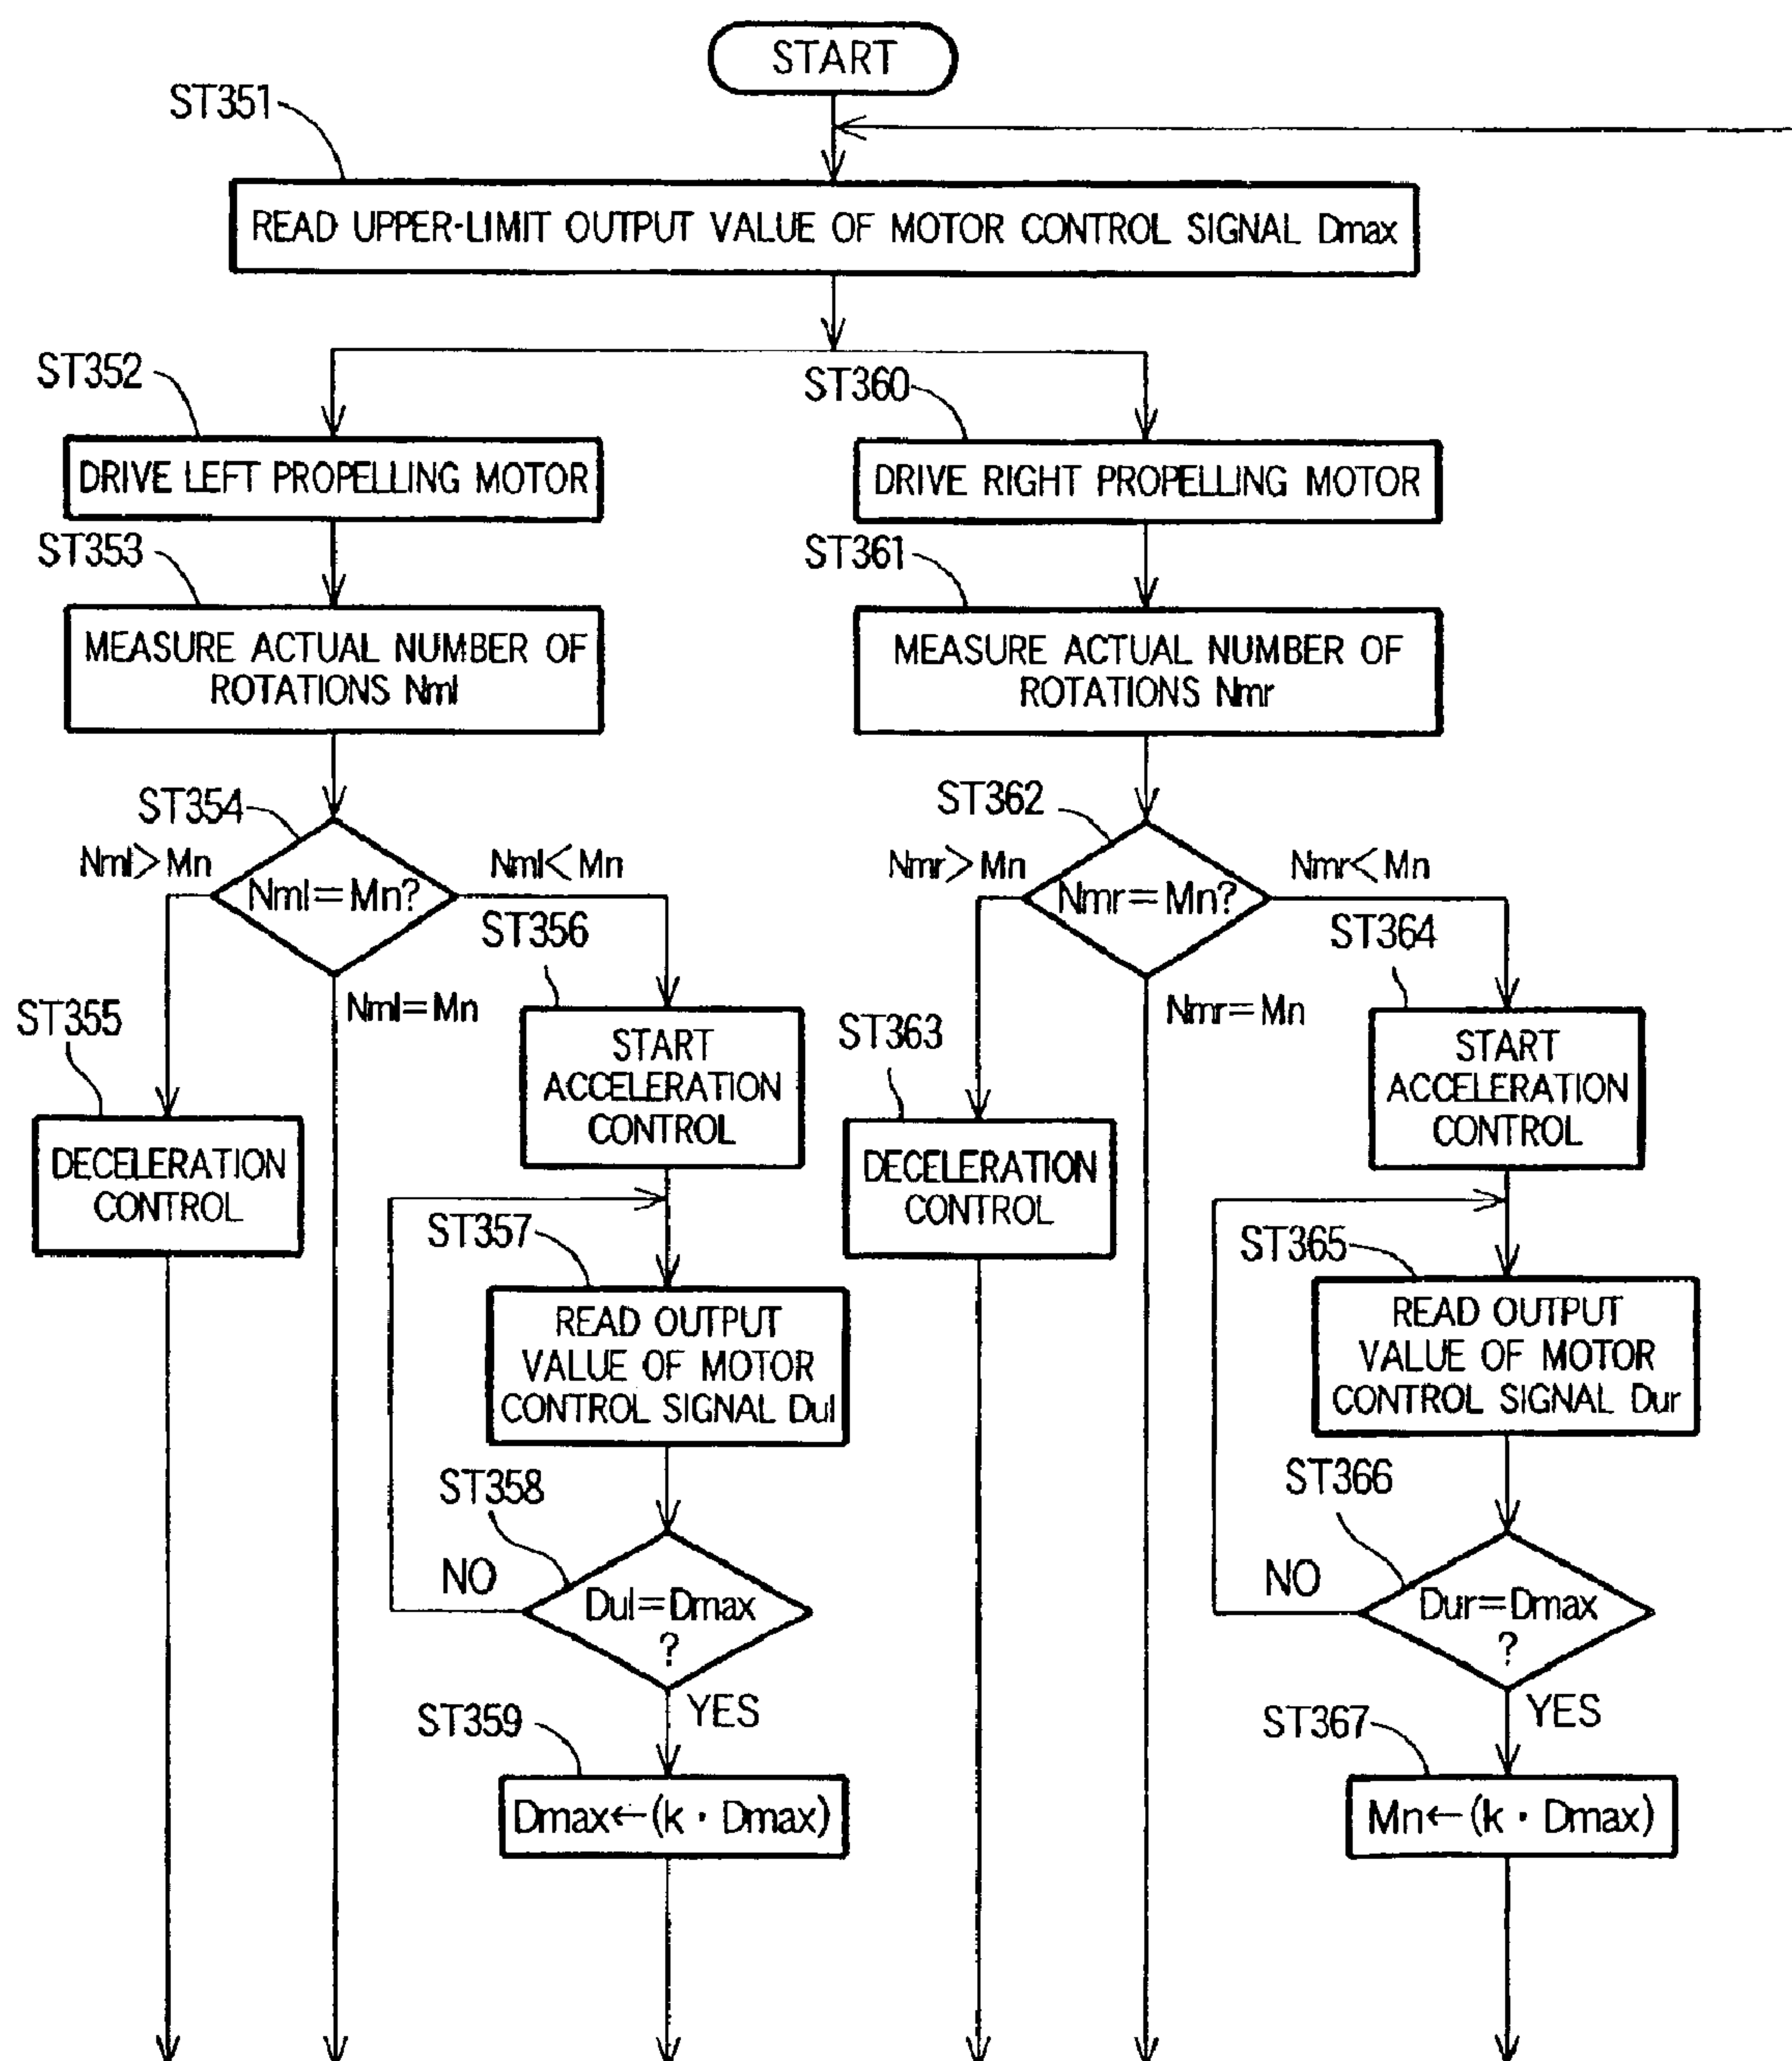 START
ST351
READ UPPER-LIMIT OUTPUT VALUE OF MOTOR CONTROL SIGNAL Dmax
ST352
DRIVE LEFT PROPELLING MOTOR
ST353
MEASURE ACTUAL NUMBER OF
ROTATIONS Nml
ST354
Nml>Mn
Nml=Mn?
Nml<Mn
Nml=Mn
ST355
DECELERATION
CONTROL
ST356
START
ACCELERATION
CONTROL
ST357
READ OUTPUT
VALUE OF MOTOR
CONTROL SIGNAL Dul
ST358
NO
Dul=Dmax
?
YES
ST359
Dmax←(k・Dmax)
ST360
DRIVE RIGHT PROPELLING MOTOR
ST361
MEASURE ACTUAL NUMBER OF
ROTATIONS Nmr
ST362
Nmr>Mn
Nmr=Mn?
Nmr<Mn
Nmr=Mn
ST363
DECELERATION
CONTROL
ST364
START
ACCELERATION
CONTROL
ST365
READ OUTPUT
VALUE OF MOTOR
CONTROL SIGNAL Dur
ST366
NO
Dur=Dmax
?
YES
ST367
Mn←(k・Dmax)